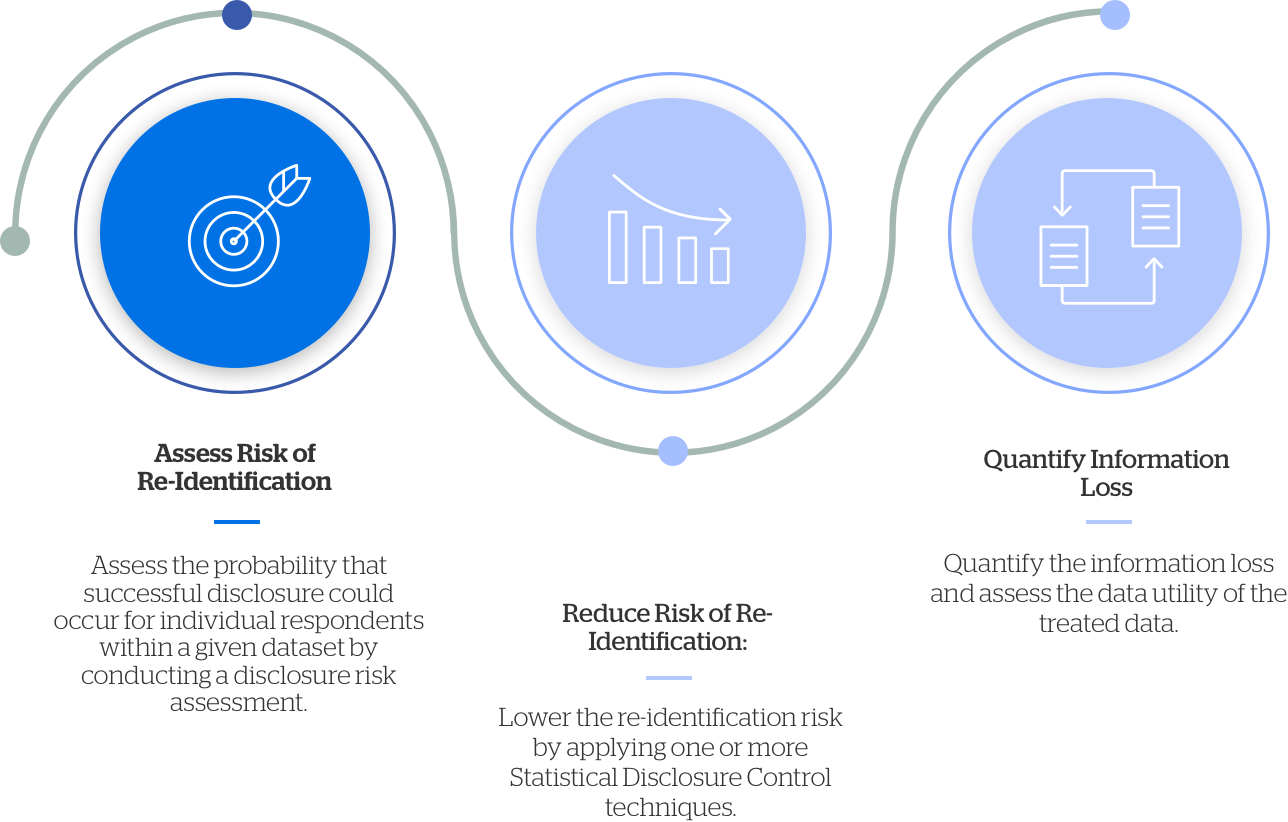 Assess Risk of
Re-Identification
Assess the probability that
successful disclosure could
occur for individual respondents
within a given dataset by
conducting a disclosure risk
assessment.
Reduce Risk of Re-
Identification:
Lower the re-identification risk
by applying one or more
Statistical Disclosure Control
techniques.
Quantify Information
Loss
Quantify the information loss
and assess the data utility of the
treated data.